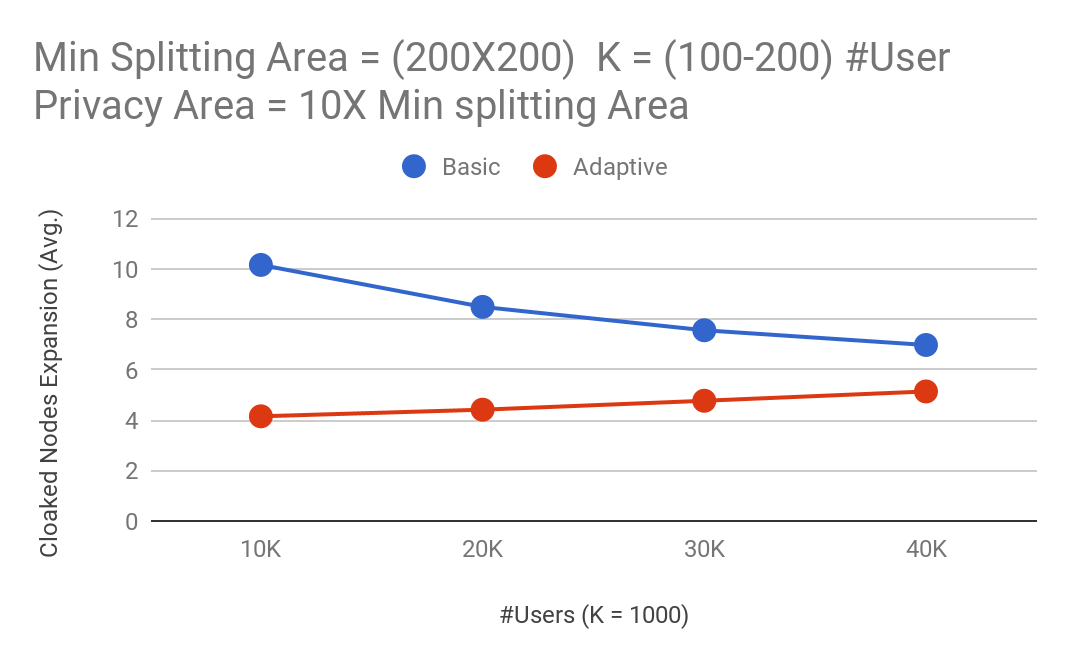 Min Splitting Area = (200X200)  K = (100-200) #User
Privacy Area = 10X Min splitting Area
Basic
Adaptive
Cloaked Nodes Expansion (Avg.)
12
10
8
6
4
2
0
10K
20K
30K
40K
#Users (K = 1000)